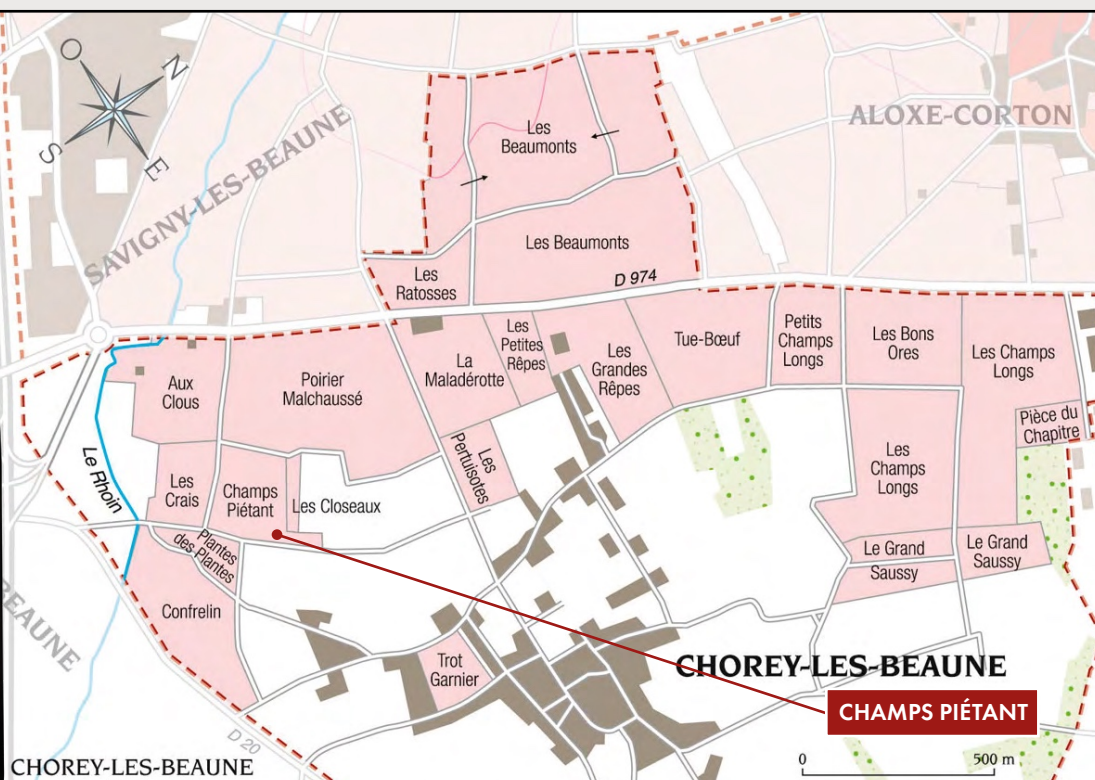 O
N
S
E
SAVIGNY-LES-BEAUNE
ALOXE-CORTON
Les
Beaumonts
Les Beaumonts
Les
Ratosses
D 974
Aux
Clous
Poirier
Malchaussé
La
Maladérotte
Les
Petites
Rêpes
Les
Grandes
Rêpes
Tue-Bœuf
Petits
Champs
Longs
Les Bons
Ores
Les Champs
Longs
Pièce du
Chapitre
Le Rhoin
Les
Crais
Champs
Piétant
Les Closeaux
Les
Pertuisotes
Les
Champs
Longs
Plantes
des Plantes
Le Grand
Saussy
Le Grand
Saussy
BEAUNE
Confrelin
Trot
Garnier
CHOREY-LES-BEAUNE
CHAMPS PIÉTANT
D 20
0
500 m
CHOREY-LES-BEAUNE